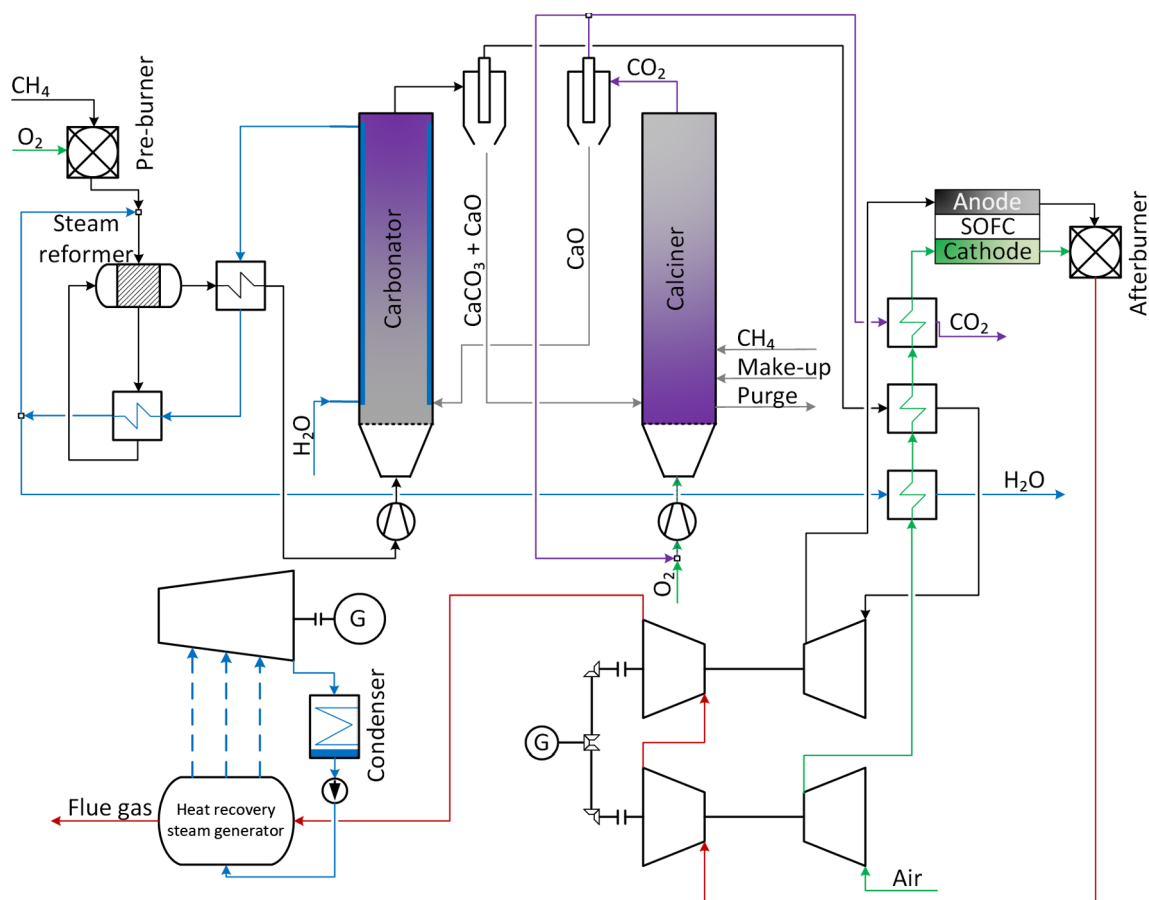 CH₄
O₂
Pre-burner
Steam
reformer
Carbonator
H₂O
CaCO₃ + CaO
CaO
CO₂
Calciner
CH₄
Make-up
Purge
O₂
Anode
SOFC
Cathode
Afterburner
CO₂
H₂O
G
Condenser
Heat recovery
steam generator
Flue gas
G
Air